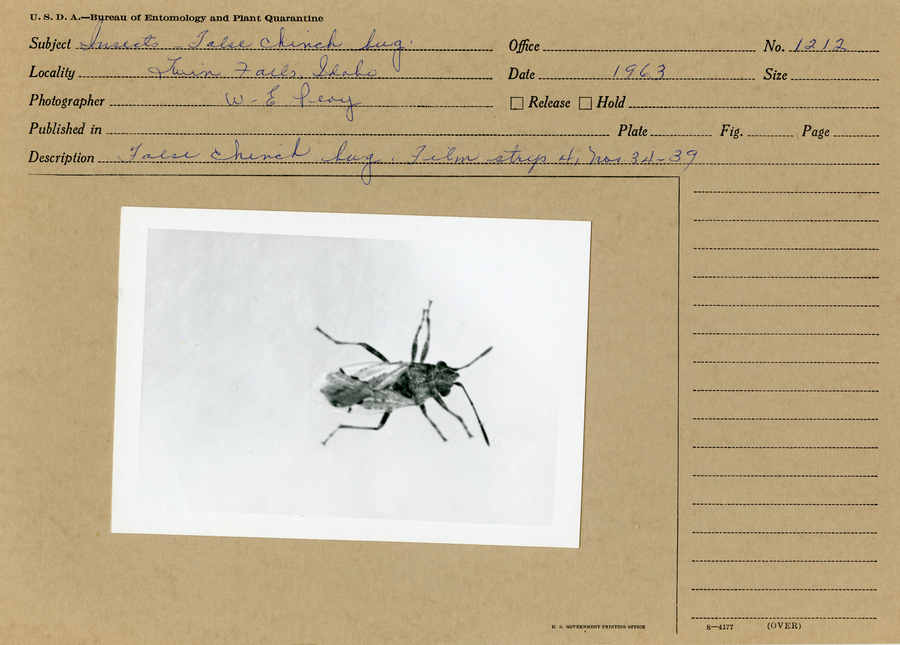 U. S. D. A.—Bureau of Entomology and Plant Quarantine
Subject Insects - False chinch bug. Office No. 1212
Locality Twin Falls, Idaho Date 1963 Size
Photographer W-E Peay Release Hold
Published in Plate Fig. Page
Description False chinch bug. Film strip 4, Nos 34-39
U. S. GOVERNMENT PRINTING OFFICE 8—4177 (OVER)